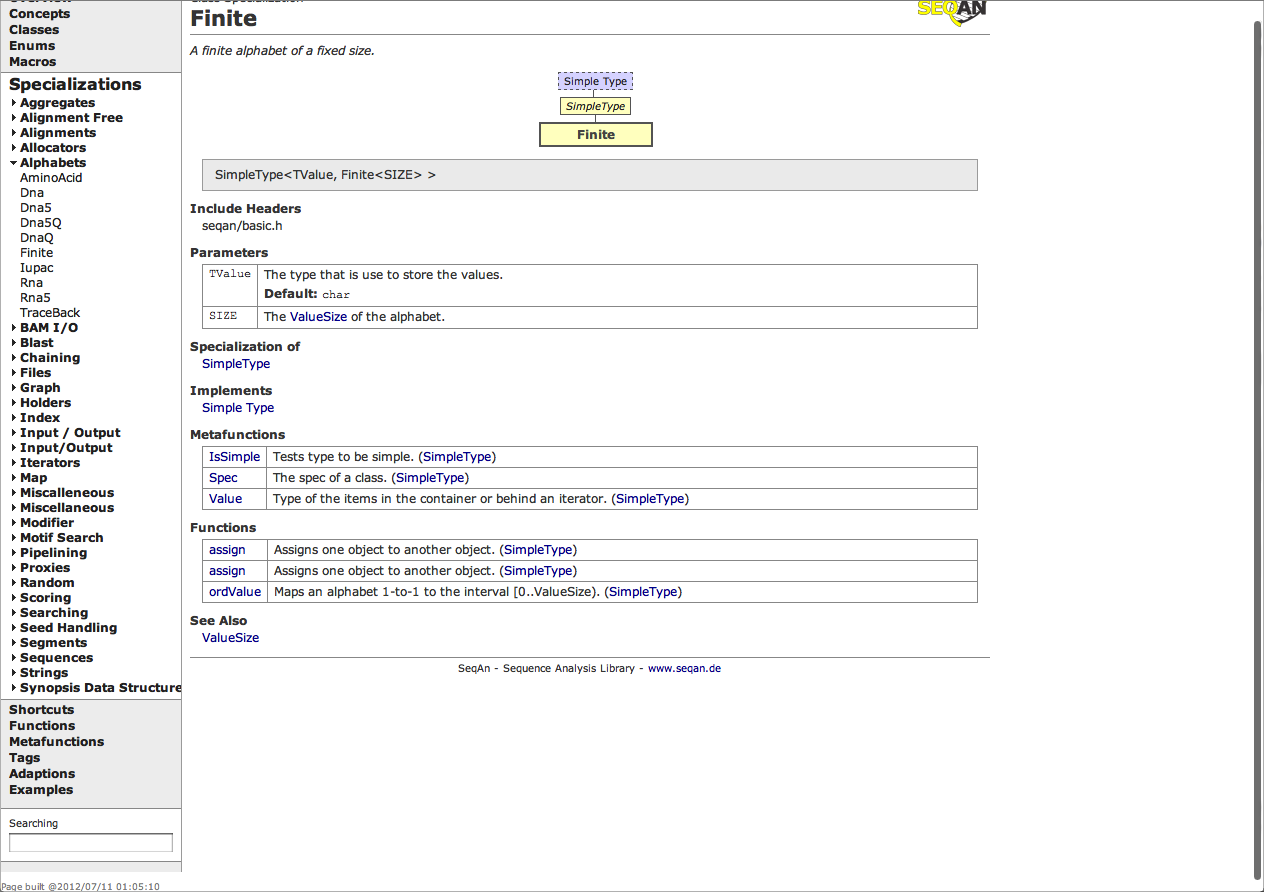 Concepts
Classes
Enums
Macros
Specializations
Aggregates
Alignment Free
Alignments
Allocators
Alphabets
AminoAcid
Dna
Dna5
Dna5Q
DnaQ
Finite
Iupac
Rna
Rna5
TraceBack
BAM I/O
Blast
Chaining
Files
Graph
Holders
Index
Input / Output
Input/Output
Iterators
Map
Miscalleneous
Miscellaneous
Modifier
Motif Search
Pipelining
Proxies
Random
Scoring
Searching
Seed Handling
Segments
Sequences
Strings
Synopsis Data Structure
Shortcuts
Functions
Metafunctions
Tags
Adaptions
Examples
Searching
Page built @2012/07/11 01:05:10
SEQAN
Finite
A finite alphabet of a fixed size.
Simple Type
SimpleType
Finite
SimpleType<TValue, Finite<SIZE> >
Include Headers
seqan/basic.h
Parameters
TValue The type that is use to store the values.
Default: char
SIZE The ValueSize of the alphabet.
Specialization of
SimpleType
Implements
Simple Type
Metafunctions
IsSimple Tests type to be simple. (SimpleType)
Spec The spec of a class. (SimpleType)
Value Type of the items in the container or behind an iterator. (SimpleType)
Functions
assign Assigns one object to another object. (SimpleType)
assign Assigns one object to another object. (SimpleType)
ordValue Maps an alphabet 1-to-1 to the interval [0..ValueSize). (SimpleType)
See Also
ValueSize
SeqAn - Sequence Analysis Library - www.seqan.de